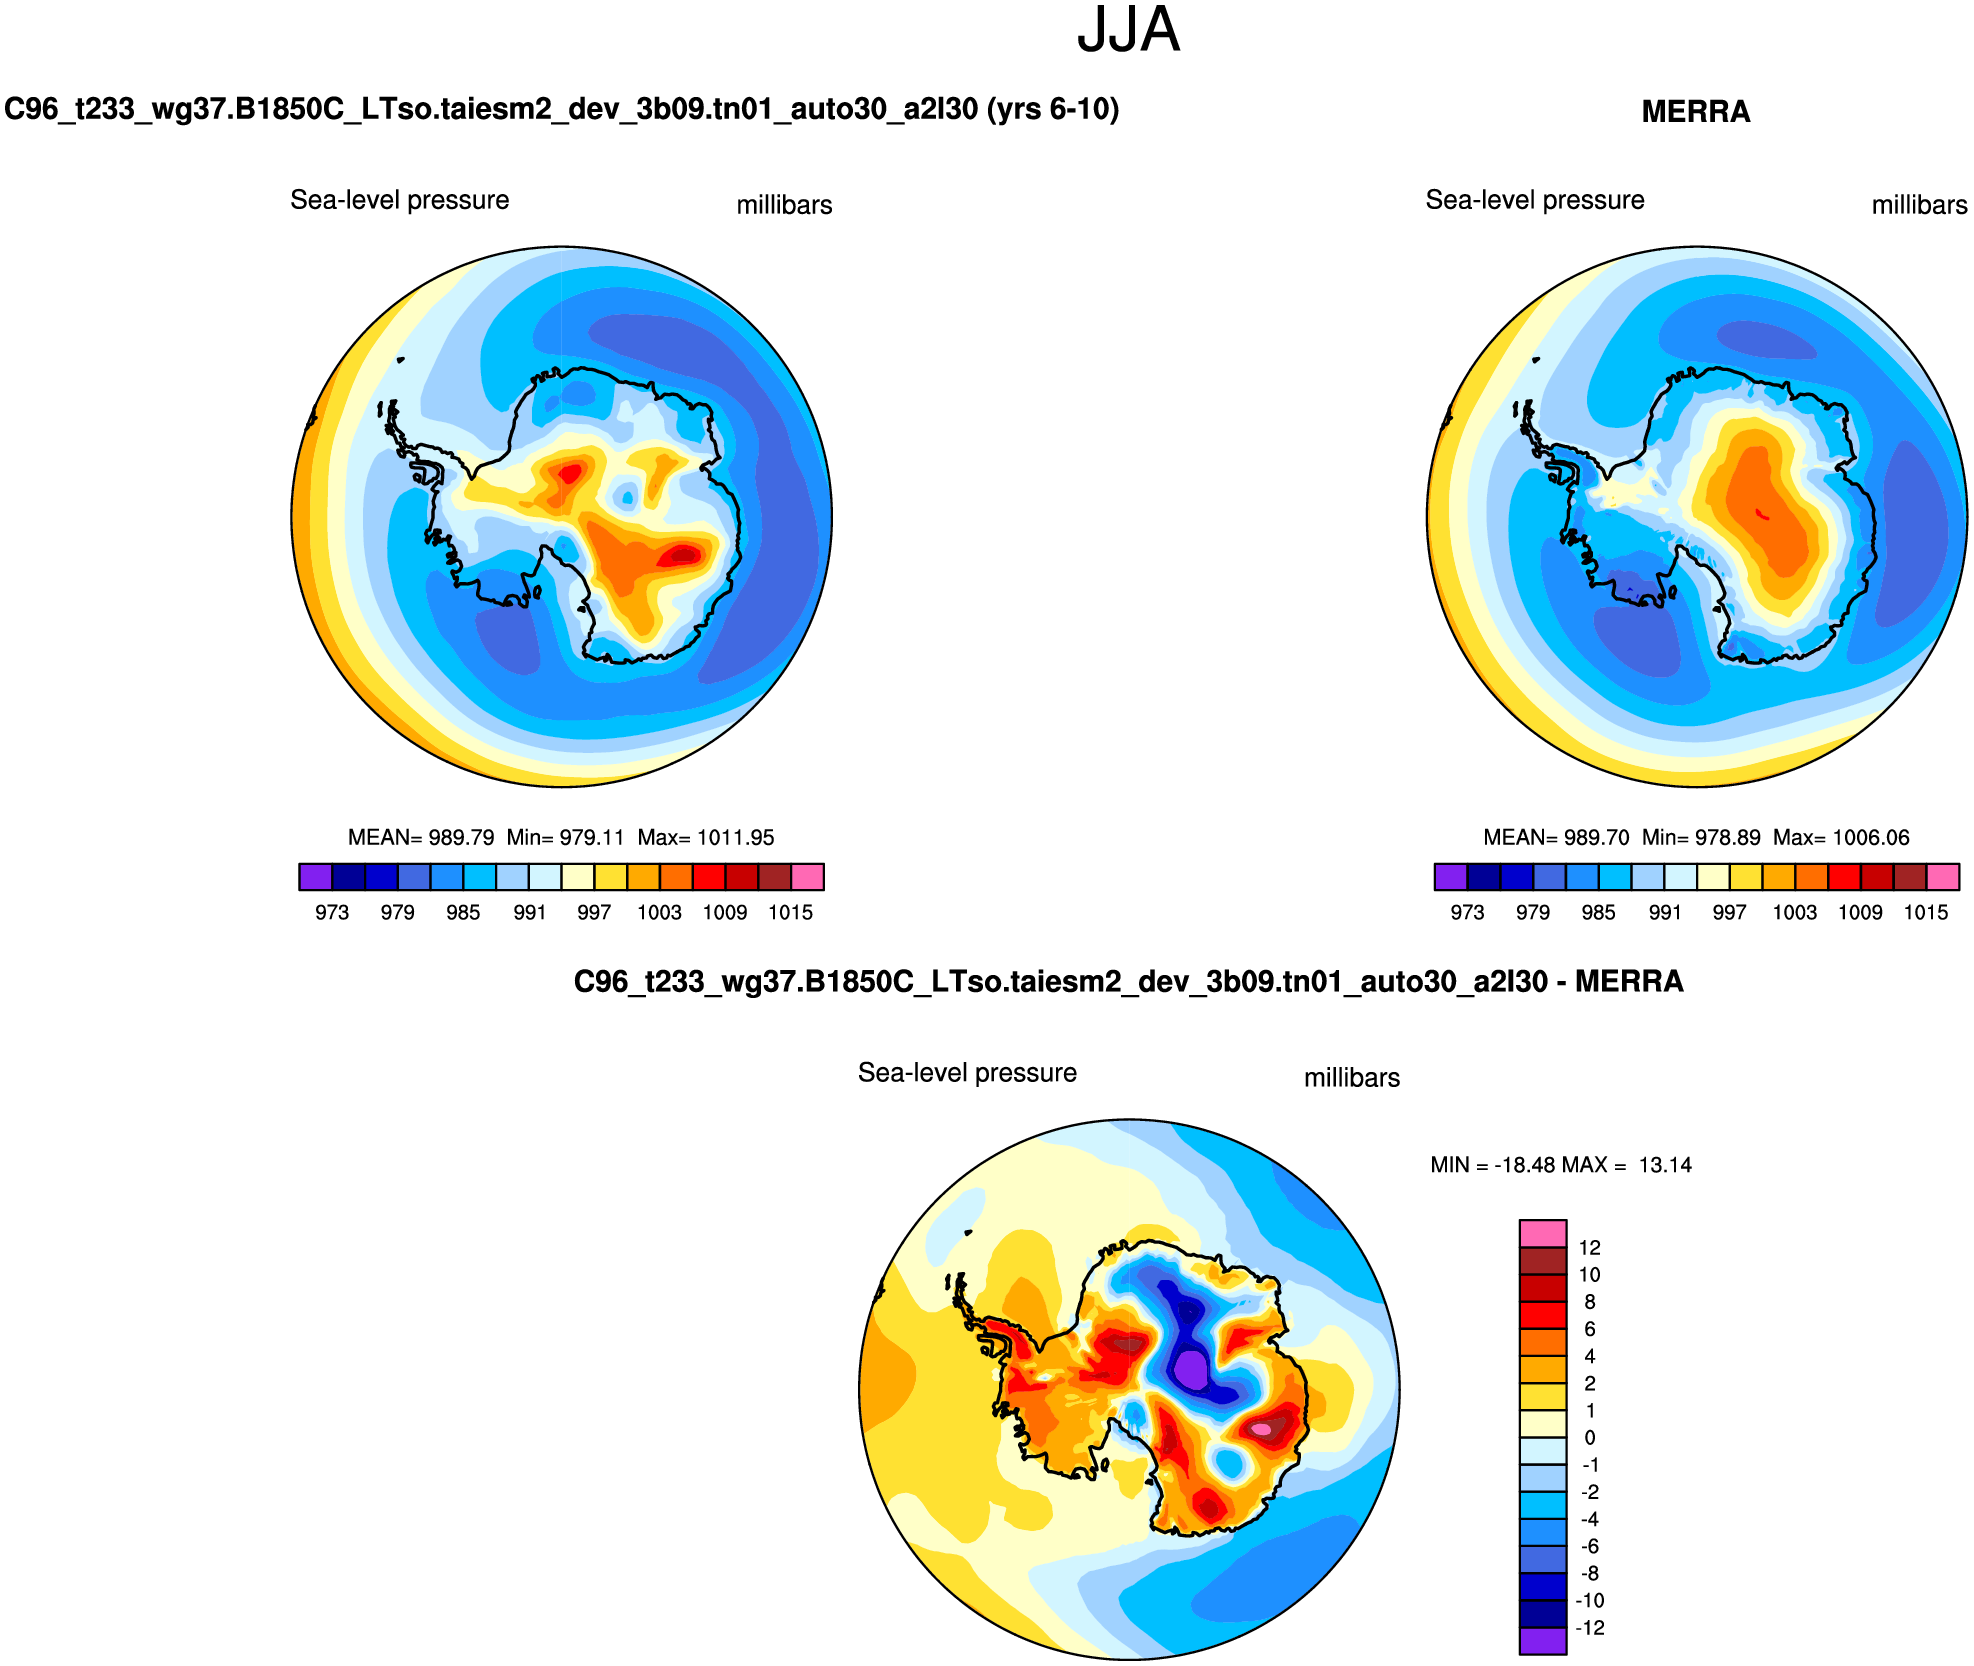 JJA
C96_t233_wg37.B1850C_LTso.taiesm2_dev_3b09.tn01_auto30_a2l30 (yrs 6-10)
MERRA
Sea-level pressure millibars
Sea-level pressure millibars
MEAN= 989.79 Min= 979.11 Max= 1011.95
MEAN= 989.70 Min= 978.89 Max= 1006.06
973 979 985 991 997 1003 1009 1015
973 979 985 991 997 1003 1009 1015
C96_t233_wg37.B1850C_LTso.taiesm2_dev_3b09.tn01_auto30_a2l30 - MERRA
Sea-level pressure millibars
MIN = -18.48 MAX = 13.14
12
10
8
6
4
2
1
0
-1
-2
-4
-6
-8
-10
-12